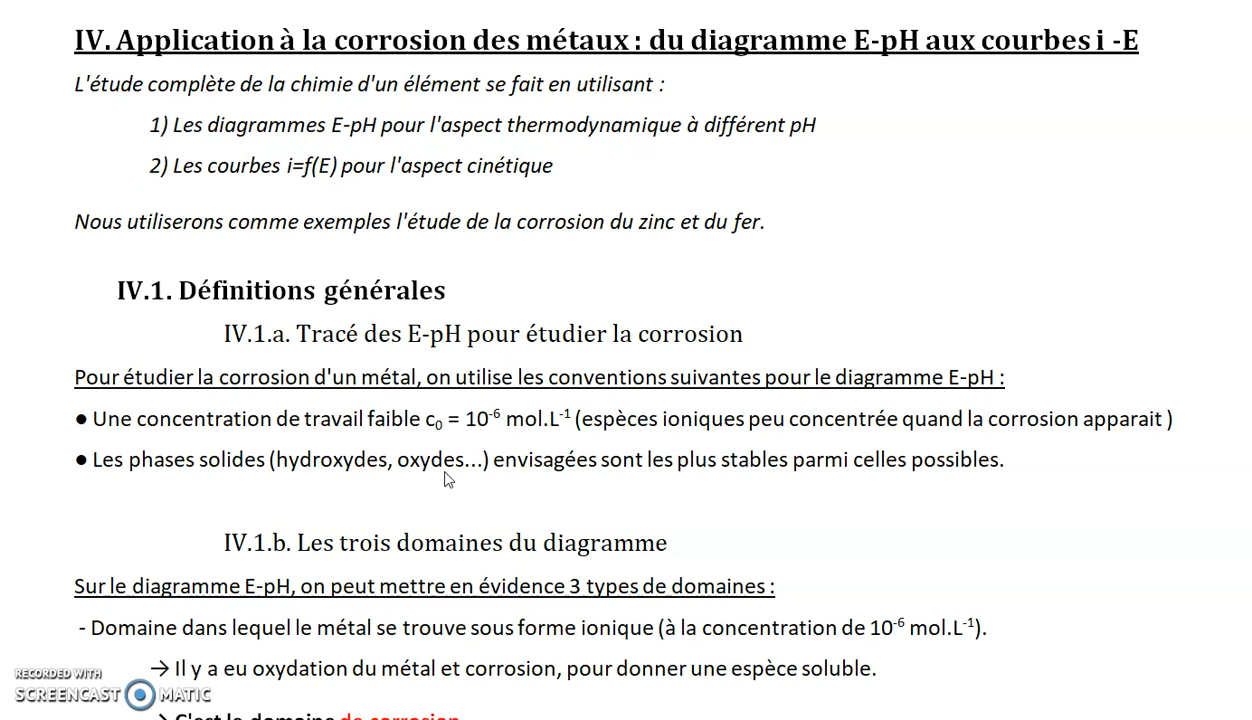 IV. Application à la corrosion des métaux : du diagramme E-pH aux courbes i -E
L'étude complète de la chimie d'un élément se fait en utilisant :
1) Les diagrammes E-pH pour l'aspect thermodynamique à différent pH
2) Les courbes i=f(E) pour l'aspect cinétique
Nous utiliserons comme exemples l'étude de la corrosion du zinc et du fer.
IV.1. Définitions générales
IV.1.a. Tracé des E-pH pour étudier la corrosion
Pour étudier la corrosion d'un métal, on utilise les conventions suivantes pour le diagramme E-pH :
● Une concentration de travail faible c₀ = 10⁻⁶ mol.L⁻¹ (espèces ioniques peu concentrée quand la corrosion apparait )
● Les phases solides (hydroxydes, oxydes...) envisagées sont les plus stables parmi celles possibles.
IV.1.b. Les trois domaines du diagramme
Sur le diagramme E-pH, on peut mettre en évidence 3 types de domaines :
- Domaine dans lequel le métal se trouve sous forme ionique (à la concentration de 10⁻⁶ mol.L⁻¹).
→ Il y a eu oxydation du métal et corrosion, pour donner une espèce soluble.
RECORDED WITH
SCREENCAST MATIC
→ C'est le domaine de corrosion